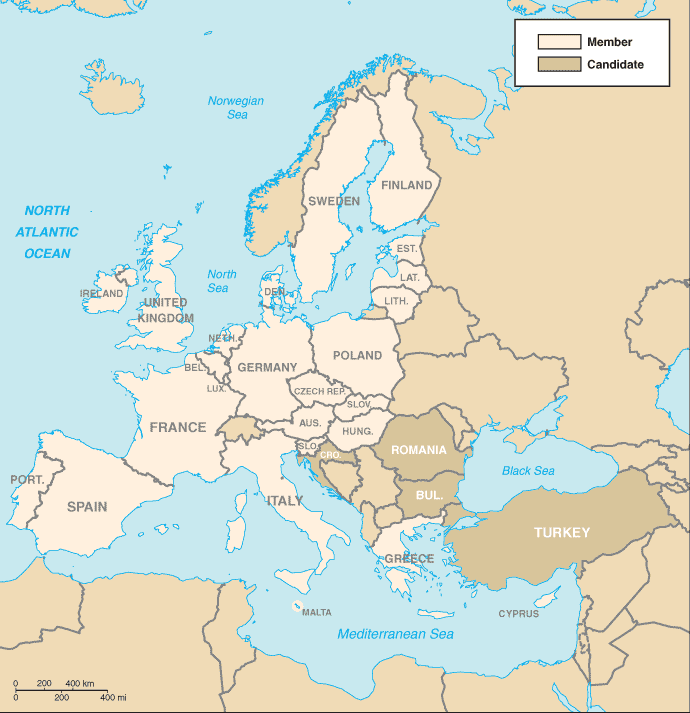 Member
Candidate
Norwegian
Sea
NORTH
ATLANTIC
OCEAN
SWEDEN
FINLAND
EST.
LAT.
LITH.
North
Sea
DEN.
IRELAND
UNITED
KINGDOM
NETH.
BEL.
LUX.
GERMANY
POLAND
CZECH REP.
SLOV.
AUS.
HUNG.
SLO.
CRO.
FRANCE
ROMANIA
BUL.
Black Sea
PORT.
SPAIN
ITALY
TURKEY
GREECE
MALTA
CYPRUS
Mediterranean Sea
0 200 400 km
0 200 400 mi